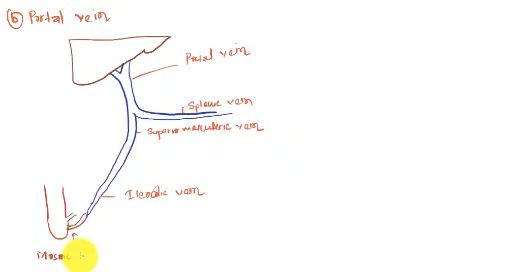 (b) Portal vein
Portal vein
Splenic vein
Superior mesenteric vein
Ileocolic vein